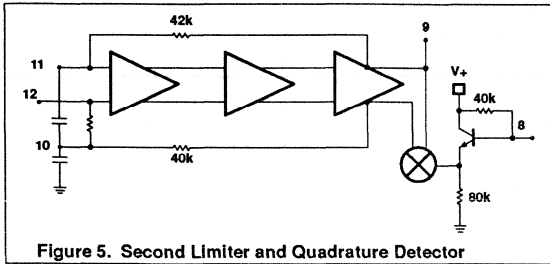 42k
9
11
12
V+
40k
8
10
40k
80k
Figure 5. Second Limiter and Quadrature Detector